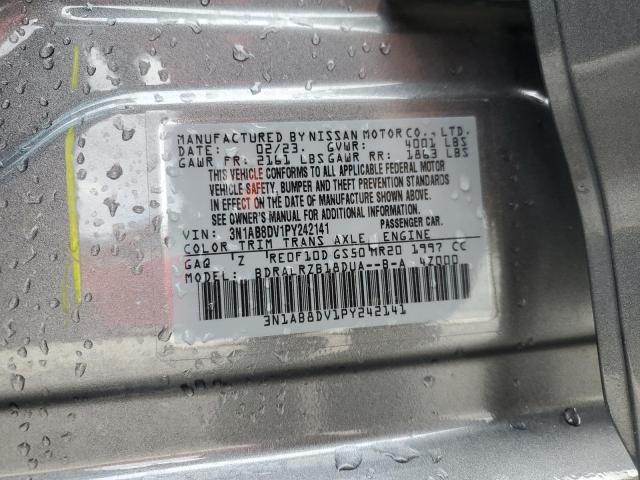 MANUFACTURED BY NISSAN MOTOR CO., LTD.
DATE: 02/23. GVWR: 4001 LBS
GAWR FR: 2161 LBS GAWR RR: 1863 LBS
THIS VEHICLE CONFORMS TO ALL APPLICABLE FEDERAL MOTOR
VEHICLE SAFETY, BUMPER AND THEFT PREVENTION STANDARDS
IN EFFECT ON THE DATE OF MANUFACTURE SHOWN ABOVE.
SEE OWNER'S MANUAL FOR ADDITIONAL INFORMATION.
VIN: 3N1AB8DV1PY242141 PASSENGER CAR.
COLOR TRIM TRANS AXLE ENGINE
GAQ 'Z RE0F10D GS50 MR20 1997 CC
MODEL: BDRALRZB18DUA--B-A 4Z000
3N1AB8DV1PY242141